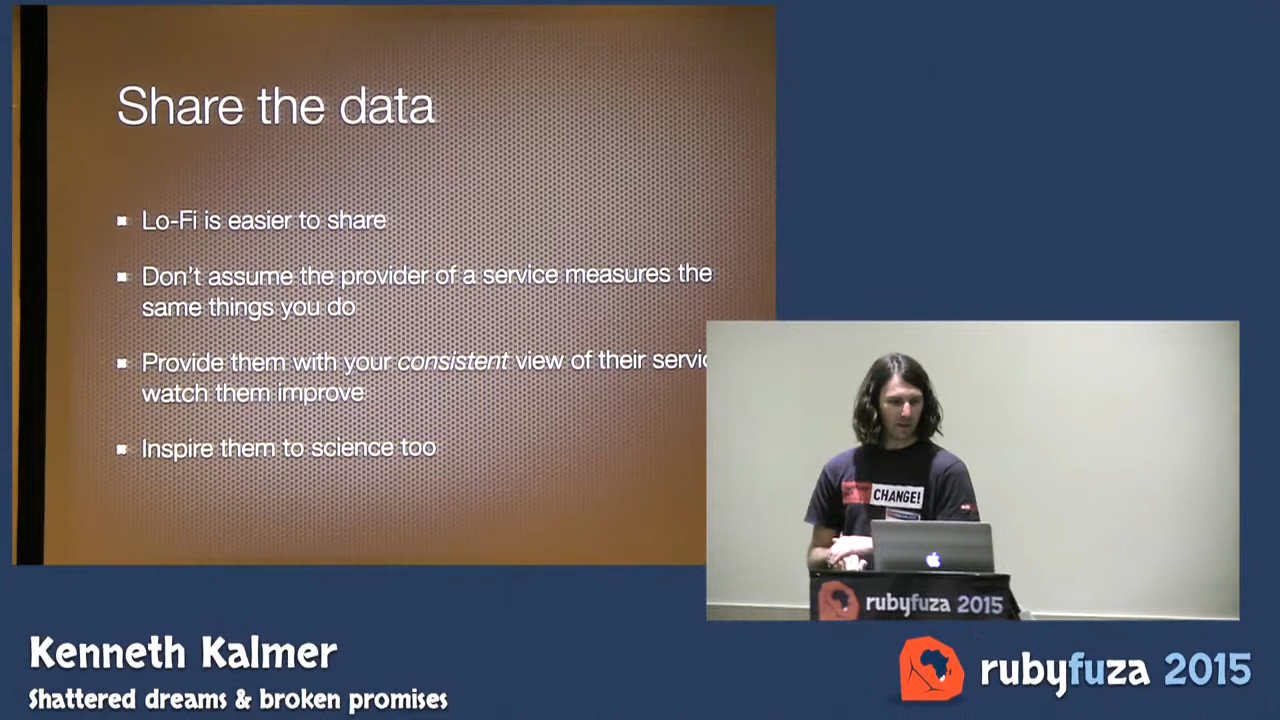 Share the data
Lo-Fi is easier to share
Don't assume the provider of a service measures the
same things you do
Provide them with your consistent view of their
watch them improve
Inspire them to science too
CHANGE!
rubyfuza 2015
Kenneth Kalmer
Shattered dreams & broken promises
rubyfuza 2015